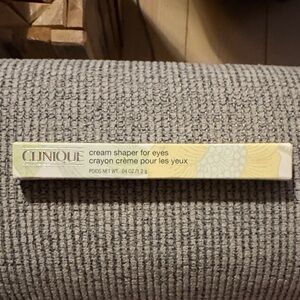 CLINIQUE
cream shaper for eyes
crayon crème pour les yeux
POIDS NET WT. .04 OZ./1.2 g